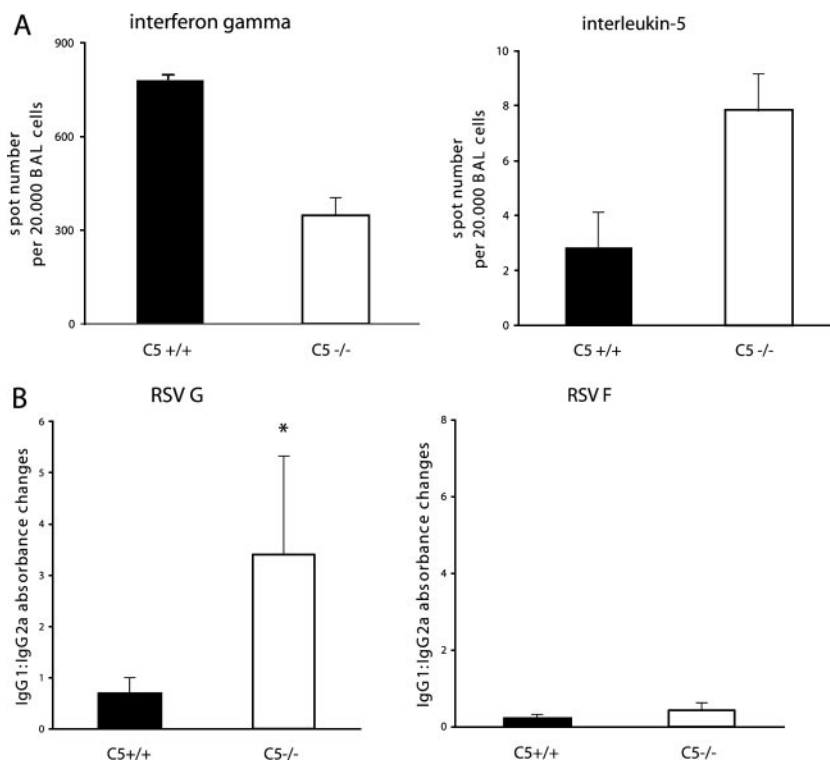 A
interferon gamma
interleukin-5
spot number
per 20.000 BAL cells
900
600
300
0
C5 +/+
C5 -/-
spot number
per 20.000 BAL cells
10
8
6
4
2
0
C5 +/+
C5 -/-
B
RSV G
RSV F
IgG1:IgG2a absorbance changes
6
5
4
3
2
1
0
*
C5+/+
C5-/-
IgG1:IgG2a absorbance changes
8
6
4
2
0
C5+/+
C5-/-